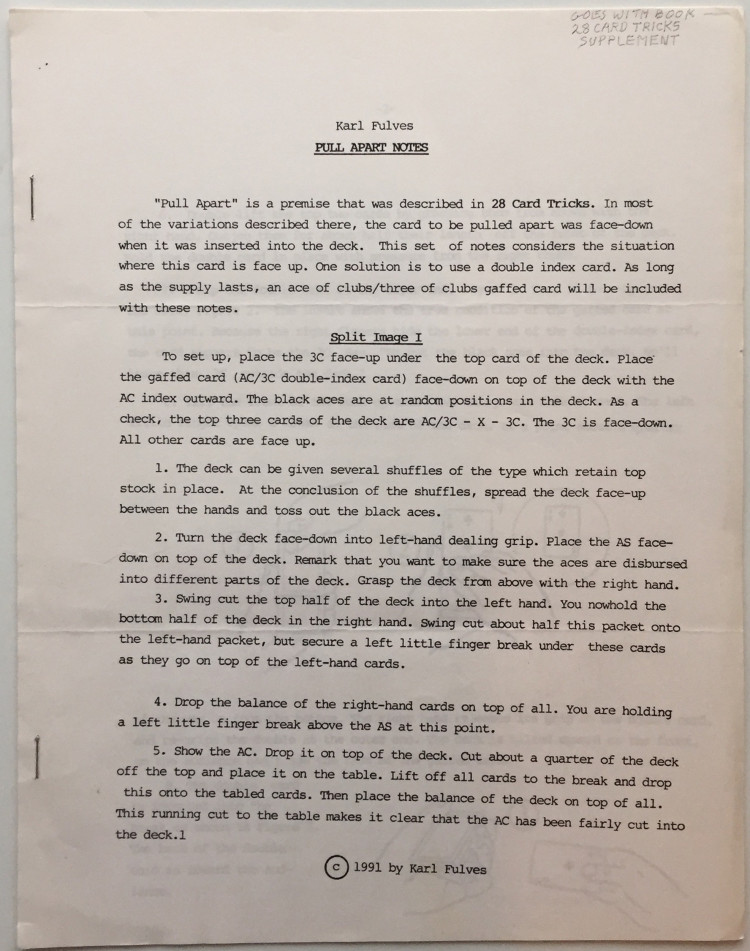 GOES WITH BOOK
28 CARD TRICKS
SUPPLEMENT
Karl Fulves
PULL APART NOTES
"Pull Apart" is a premise that was described in 28 Card Tricks. In most
of the variations described there, the card to be pulled apart was face-down
when it was inserted into the deck. This set of notes considers the situation
where this card is face up. One solution is to use a double index card. As long
as the supply lasts, an ace of clubs/three of clubs gaffed card will be included
with these notes.
Split Image I
To set up, place the 3C face-up under the top card of the deck. Place
the gaffed card (AC/3C double-index card) face-down on top of the deck with the
AC index outward. The black aces are at random positions in the deck. As a
check, the top three cards of the deck are AC/3C - X - 3C. The 3C is face-down.
All other cards are face up.
1. The deck can be given several shuffles of the type which retain top
stock in place. At the conclusion of the shuffles, spread the deck face-up
between the hands and toss out the black aces.
2. Turn the deck face-down into left-hand dealing grip. Place the AS face-
down on top of the deck. Remark that you want to make sure the aces are disbursed
into different parts of the deck. Grasp the deck from above with the right hand.
3. Swing cut the top half of the deck into the left hand. You nowhold the
bottom half of the deck in the right hand. Swing cut about half this packet onto
the left-hand packet, but secure a left little finger break under these cards
as they go on top of the left-hand cards.
4. Drop the balance of the right-hand cards on top of all. You are holding
a left little finger break above the AS at this point.
5. Show the AC. Drop it on top of the deck. Cut about a quarter of the deck
off the top and place it on the table. Lift off all cards to the break and drop
this onto the tabled cards. Then place the balance of the deck on top of all.
This running cut to the table makes it clear that the AC has been fairly cut into
the deck.1
© 1991 by Karl Fulves